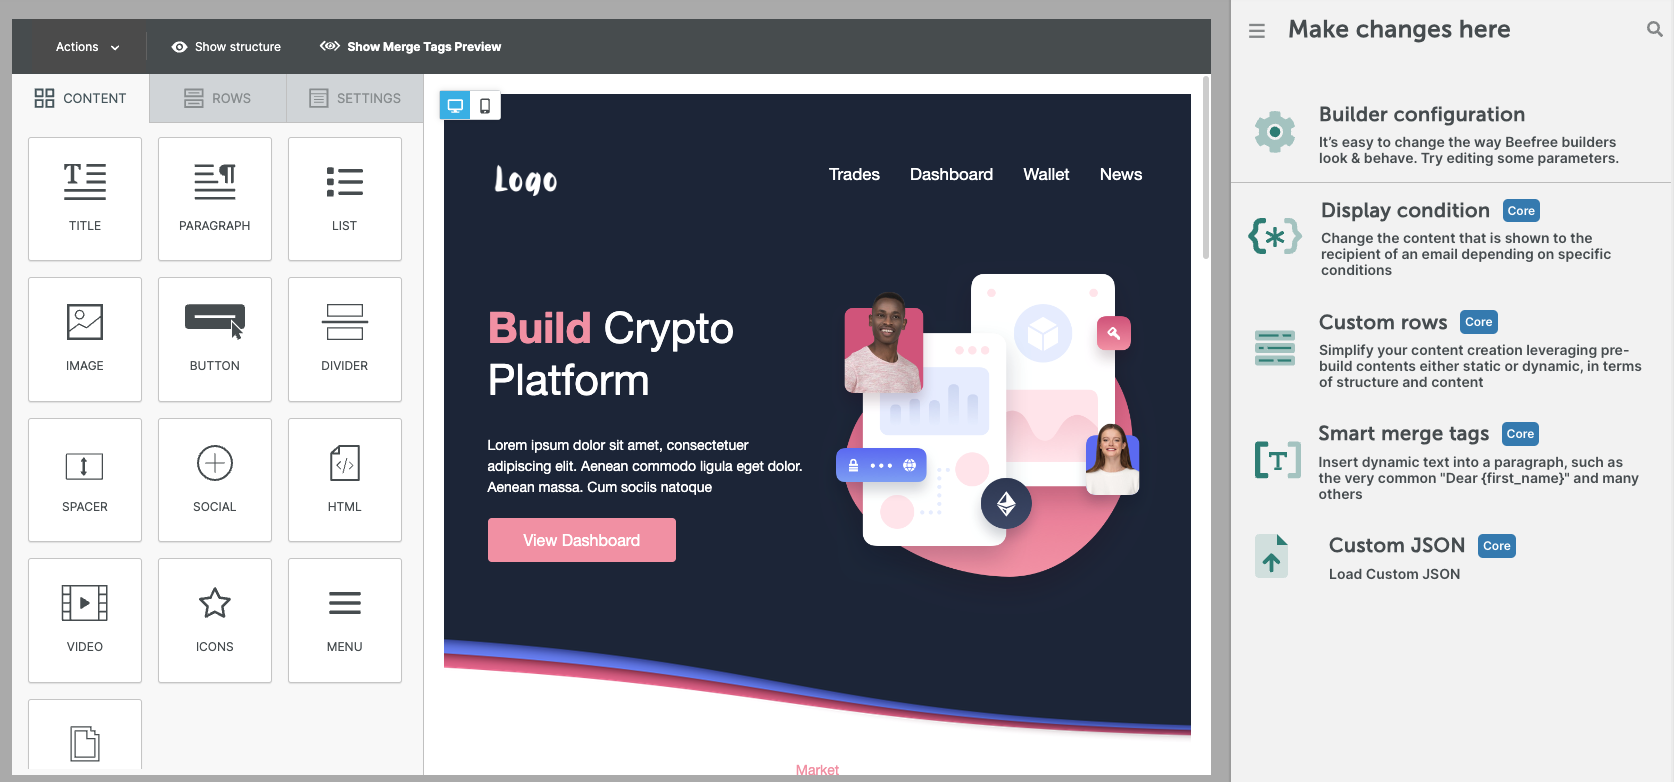 Actions
Show structure
Show Merge Tags Preview
CONTENT
ROWS
SETTINGS
TITLE
PARAGRAPH
LIST
IMAGE
BUTTON
DIVIDER
SPACER
SOCIAL
HTML
VIDEO
ICONS
MENU
Logo
Trades
Dashboard
Wallet
News
Build Crypto
Platform
Lorem ipsum dolor sit amet, consectetuer
adipiscing elit. Aenean commodo ligula eget dolor.
Aenean massa. Cum sociis natoque
View Dashboard
Market
Make changes here
Builder configuration
It's easy to change the way Beefree builders
look & behave. Try editing some parameters.
Display condition Core
Change the content that is shown to the
recipient of an email depending on specific
conditions
Custom rows Core
Simplify your content creation leveraging pre-
build contents either static or dynamic, in terms
of structure and content
Smart merge tags Core
Insert dynamic text into a paragraph, such as
the very common "Dear {first_name}" and many
others
Custom JSON Core
Load Custom JSON